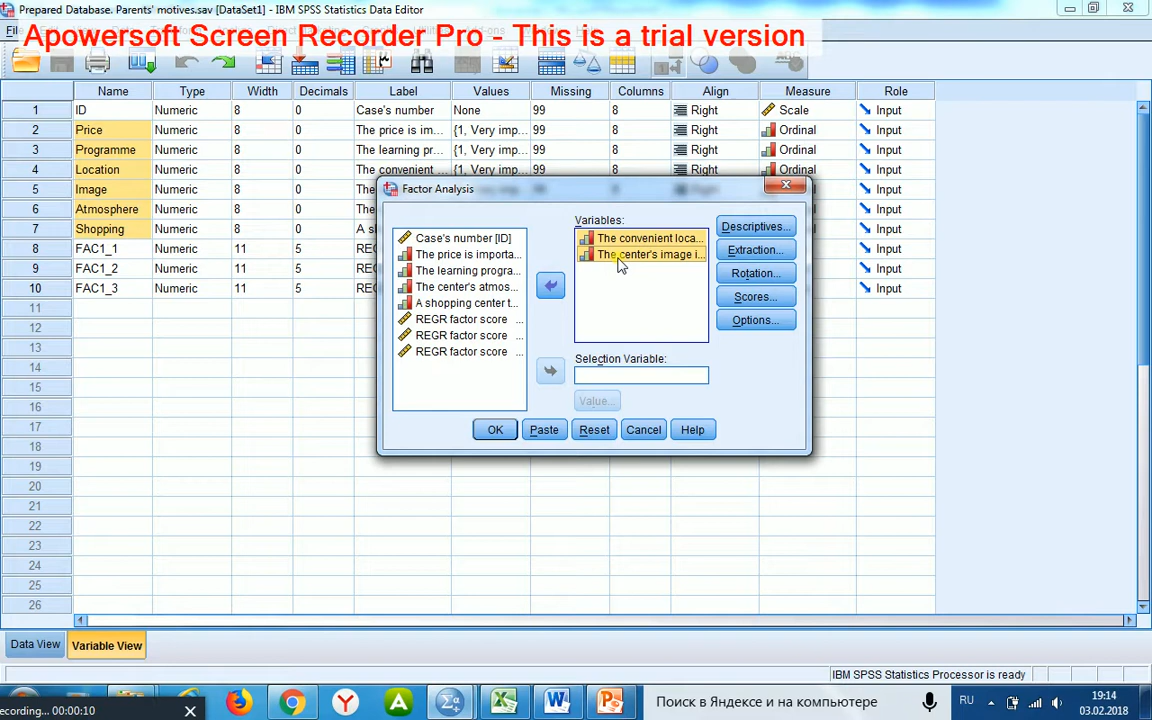 Prepared Database. Parents' motives.sav [DataSet1] - IBM SPSS Statistics Data Editor
Apowersoft Screen Recorder Pro - This is a trial version
Name Type Width Decimals Label Values Missing Columns Align Measure Role
1 ID Numeric 8 0 Case's number None 99 8 Right Scale Input
2 Price Numeric 8 0 The price is im... {1, Very imp... 99 8 Right Ordinal Input
3 Programme Numeric 8 0 The learning pr... {1, Very imp... 99 8 Right Ordinal Input
4 Location Numeric 8 0 The convenient ... {1, Very imp... 99 8 Right Ordinal Input
5 Image Numeric 8 0 Input
6 Atmosphere Numeric 8 0 Input
7 Shopping Numeric 8 0 Input
8 FAC1_1 Numeric 11 5 Input
9 FAC1_2 Numeric 11 5 Input
10 FAC1_3 Numeric 11 5 Input
11
12
13
14
15
16
17
18
19
20
21
22
23
24
25
26
Factor Analysis
Case's number [ID]
The price is importa...
The learning progra...
The center's atmos...
A shopping center t...
REGR factor score ...
REGR factor score ...
REGR factor score ...
Variables:
The convenient loca...
The center's image i...
Selection Variable:
Value...
Descriptives...
Extraction...
Rotation...
Scores...
Options...
OK Paste Reset Cancel Help
Data View Variable View
IBM SPSS Statistics Processor is ready
ecording... 00:00:10
Поиск в Яндексе и на компьютере
RU
19:14
03.02.2018